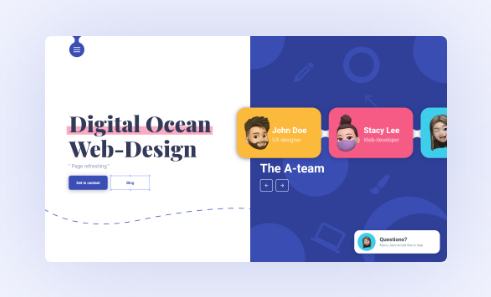 Digital Ocean
Web-Design
" Page refreshing "
Get in contact
Blog
John Doe
UX-designer
Stacy Lee
Web-developer
The A-team
Questions?